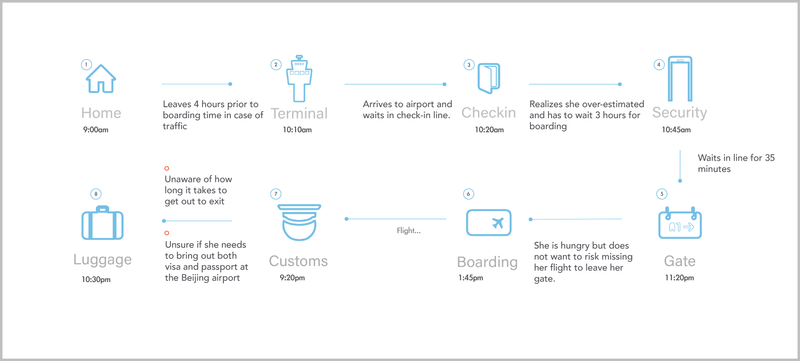 1
Home
9:00am
Leaves 4 hours prior to
boarding time in case of
traffic
2
Terminal
10:10am
Arrives to airport and
waits in check-in line.
3
Checkin
10:20am
Realizes she over-estimated
and has to wait 3 hours for
boarding
4
Security
10:45am
Waits in line for 35
minutes
5
Gate
11:20pm
She is hungry but does
not want to risk missing
her flight to leave her
gate.
6
Boarding
1:45pm
Flight...
7
Customs
9:20pm
Unaware of how
long it takes to
get out to exit
Unsure if she needs
to bring out both
visa and passport at
the Beijing airport
8
Luggage
10:30pm